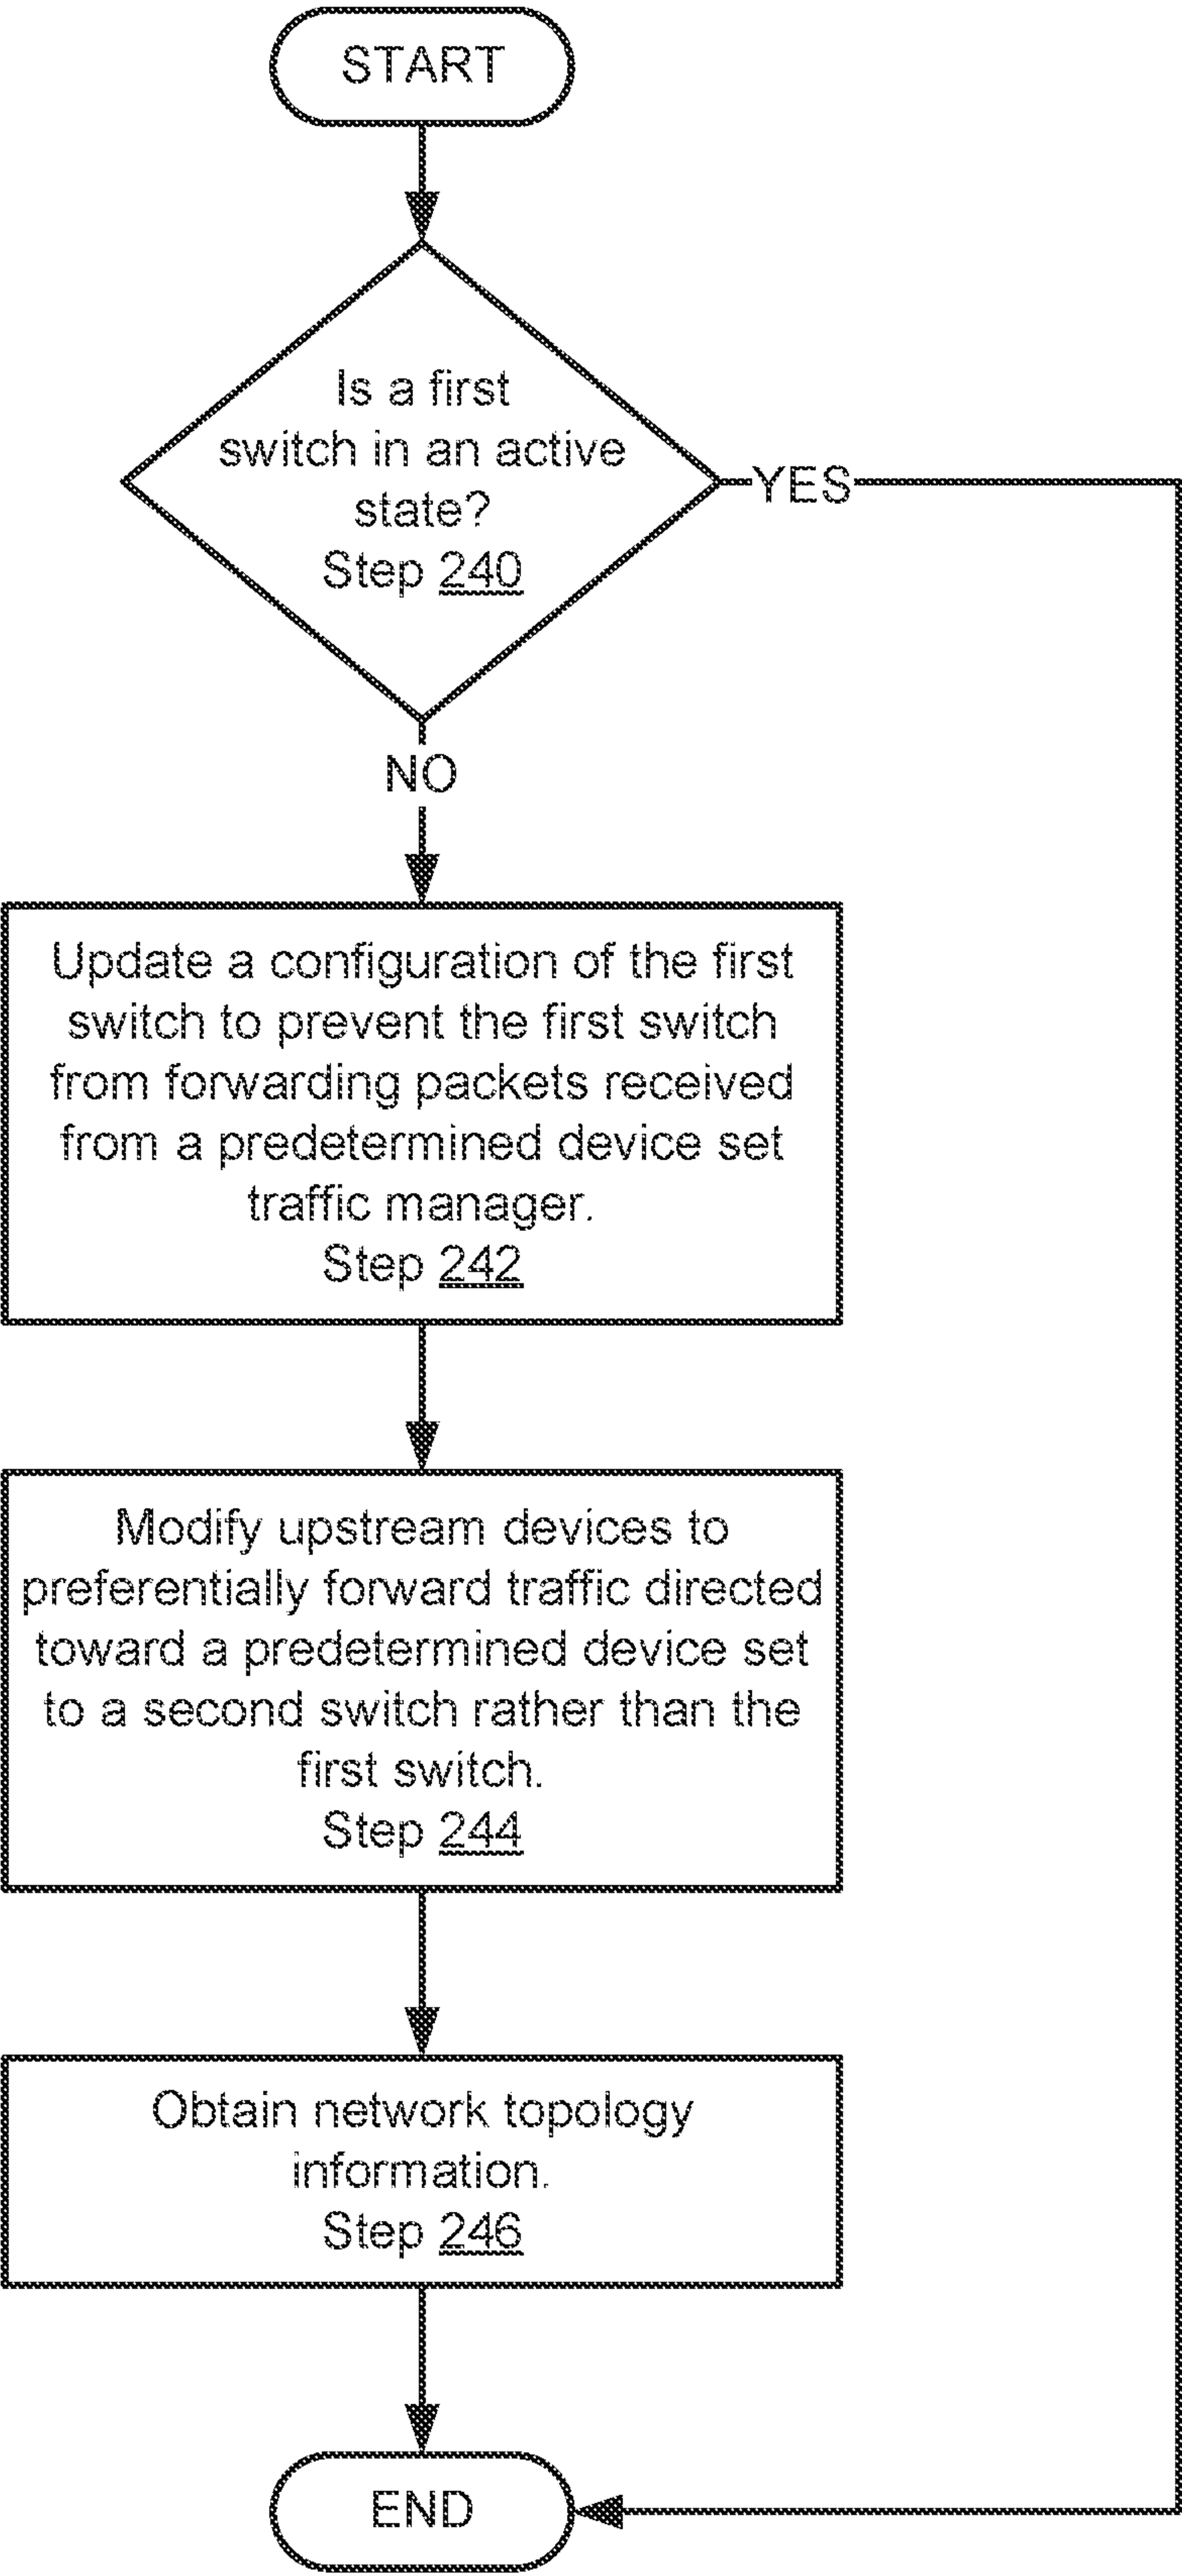 START
Is a first
switch in an active
state?
Step 240
YES
NO
Update a configuration of the first
switch to prevent the first switch
from forwarding packets received
from a predetermined device set
traffic manager.
Step 242
Modify upstream devices to
preferentially forward traffic directed
toward a predetermined device set
to a second switch rather than the
first switch.
Step 244
Obtain network topology
information.
Step 246
END